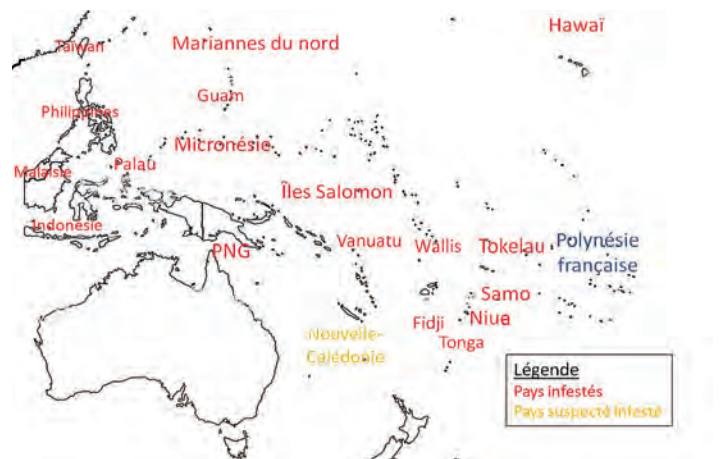 Hawaï
Taïwan
Mariannes du nord
Guam
Philippines
Micronésie
Palau
Malaisie
Îles Salomon
Indonésie
PNG
Vanuatu
Wallis
Tokelau
Polynésie
française
Samo
Niue
Fidji
Tonga
Nouvelle-
Calédonie
Légende
Pays infestés
Pays suspecté infesté